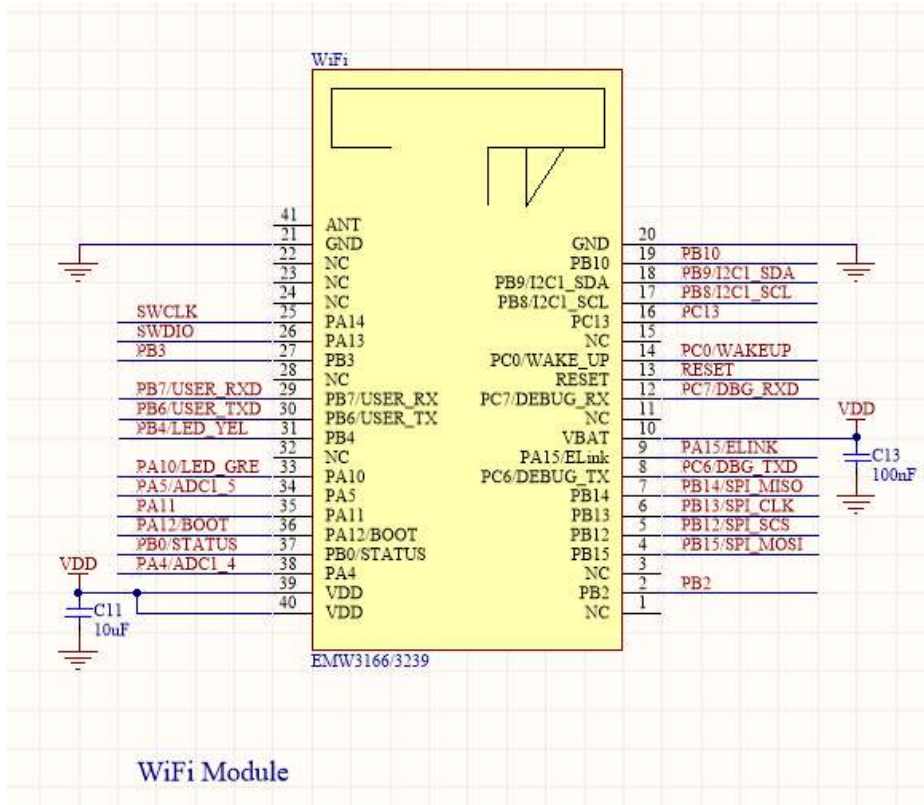 WiFi
41 ANT
21 GND
22 NC
23 NC
24 NC
SWCLK 25 PA14
SWDIO 26 PA13
PB3 27 PB3
28 NC
PB7/USER_RXD 29 PB7/USER_RX
PB6/USER_TXD 30 PB6/USER_TX
PB4/LED_YEL 31 PB4
32 NC
PA10/LED_GRE 33 PA10
PA5/ADC1_5 34 PA5
PA11 35 PA11
PA12/BOOT 36 PA12/BOOT
PB0/STATUS 37 PB0/STATUS
PA4/ADC1_4 38 PA4
VDD
39 VDD
40 VDD
C11
10uF
GND 20
PB10 19 PB10
PB9/I2C1_SDA 18 PB9/I2C1_SDA
PB8/I2C1_SCL 17 PB8/I2C1_SCL
PC13 16 PC13
NC 15
PC0/WAKE_UP 14 PC0/WAKEUP
RESET 13 RESET
PC7/DEBUG_RX 12 PC7/DBG_RXD
NC 11
VBAT 10
PA15/ELink 9 PA15/ELINK
PC6/DEBUG_TX 8 PC6/DBG_TXD
PB14 7 PB14/SPI_MISO
PB13 6 PB13/SPI_CLK
PB12 5 PB12/SPI_SCS
PB15 4 PB15/SPI_MOSI
NC 3
PB2 2 PB2
NC 1
VDD
C13
100nF
EMW3166/3239
WiFi Module